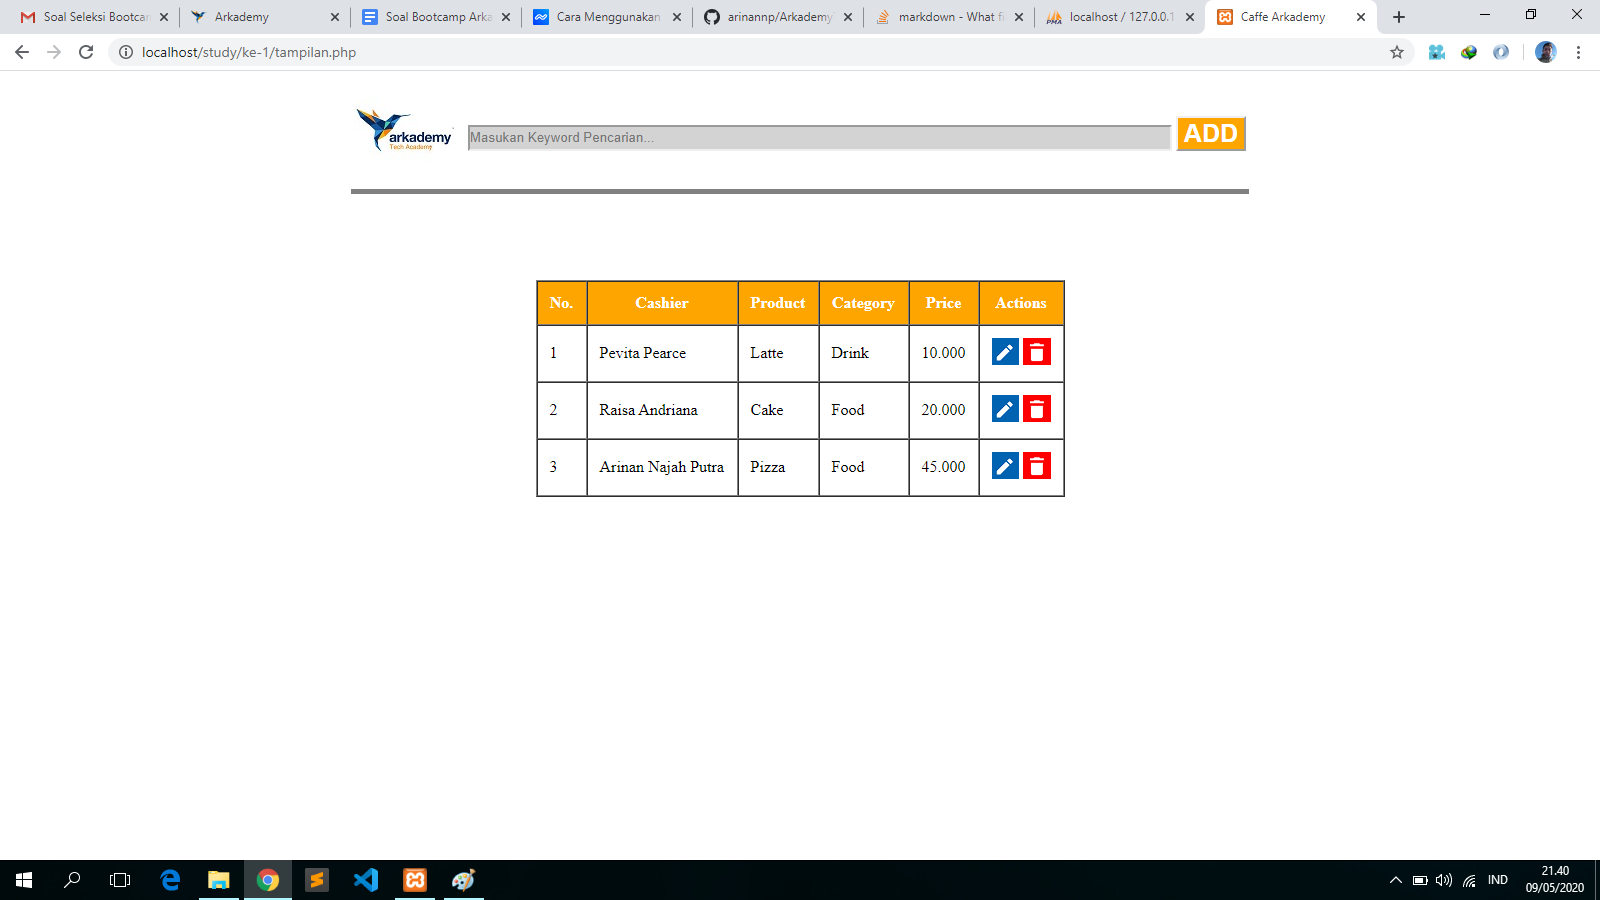 Soal Seleksi Bootcam
Arkademy
Soal Bootcamp Arka
Cara Menggunakan
arinannp/Arkademy
markdown - What fi
localhost / 127.0.0.1
Caffe Arkademy
localhost/study/ke-1/tampilan.php
arkademy
Tech Academy
Masukan Keyword Pencarian...
ADD
No. Cashier Product Category Price Actions
1 Pevita Pearce Latte Drink 10.000
2 Raisa Andriana Cake Food 20.000
3 Arinan Najah Putra Pizza Food 45.000
IND
21.40
09/05/2020